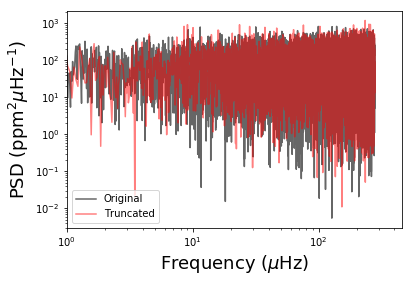 PSD (ppm²μHz⁻¹)
10³
10²
10¹
10⁰
10⁻¹
10⁻²
Original
Truncated
10⁰ 10¹ 10²
Frequency (μHz)